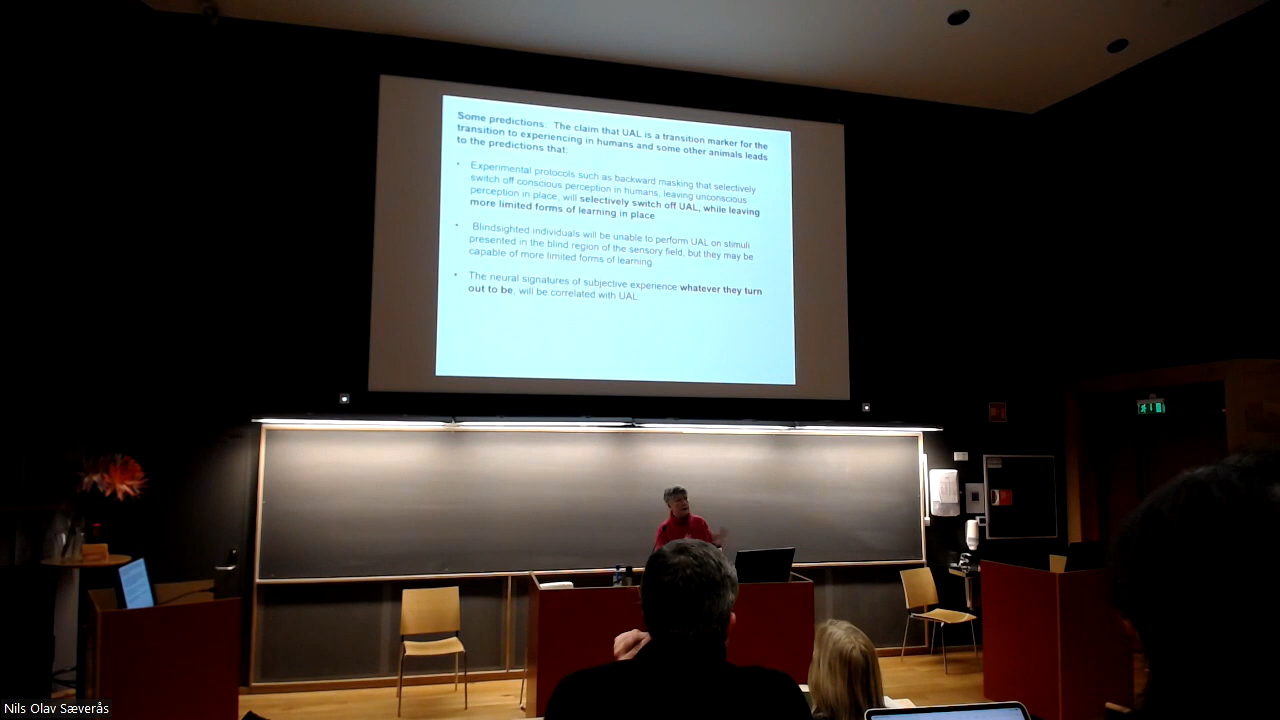 Some predictions: The claim that UAL is a transition marker for the
transition to experiencing in humans and some other animals leads
to the predictions that:
• Experimental protocols such as backward masking that selectively
switch off conscious perception in humans, leaving unconscious
perception in place, will selectively switch off UAL, while leaving
more limited forms of learning in place
• Blindsighted individuals will be unable to perform UAL on stimuli
presented in the blind region of the sensory field, but they may be
capable of more limited forms of learning.
• The neural signatures of subjective experience whatever they turn
out to be, will be correlated with UAL.
Nils Olav Sæverås